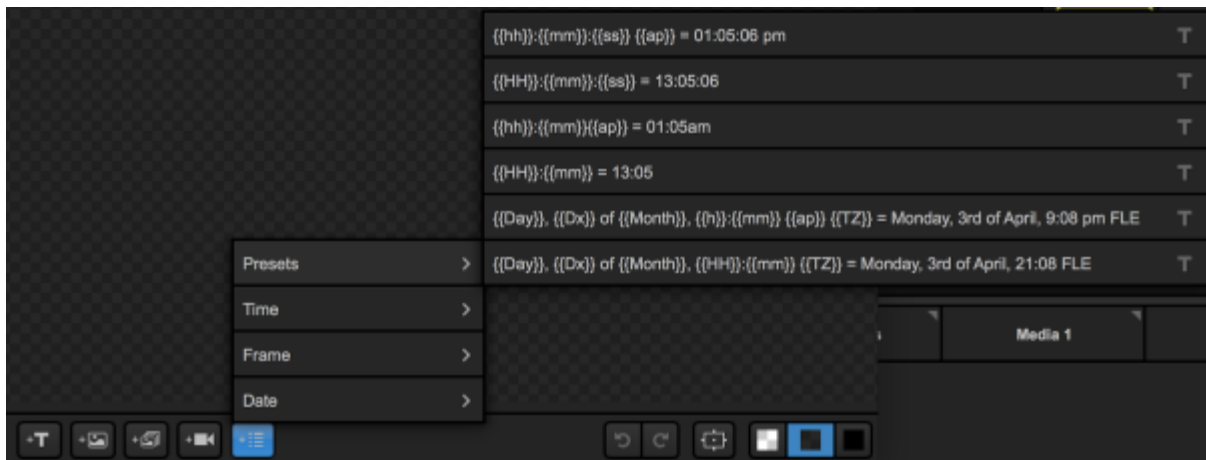 {{hh}}:{{mm}}:{{ss}} {{ap}} = 01:05:06 pm
{{HH}}:{{mm}}:{{ss}} = 13:05:06
{{hh}}:{{mm}}{{ap}} = 01:05am
{{HH}}:{{mm}} = 13:05
{{Day}}, {{Dx}} of {{Month}}, {{h}}:{{mm}} {{ap}} {{TZ}} = Monday, 3rd of April, 9:08 pm FLE
{{Day}}, {{Dx}} of {{Month}}, {{HH}}:{{mm}} {{TZ}} = Monday, 3rd of April, 21:08 FLE
Presets
Time
Frame
Date
Media 1